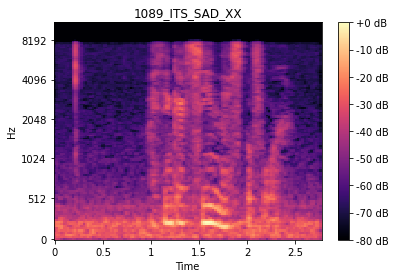 1089_ITS_SAD_XX
8192
4096
2048
1024
512
0
Hz
0 0.5 1 1.5 2 2.5
Time
+0 dB
-10 dB
-20 dB
-30 dB
-40 dB
-50 dB
-60 dB
-70 dB
-80 dB